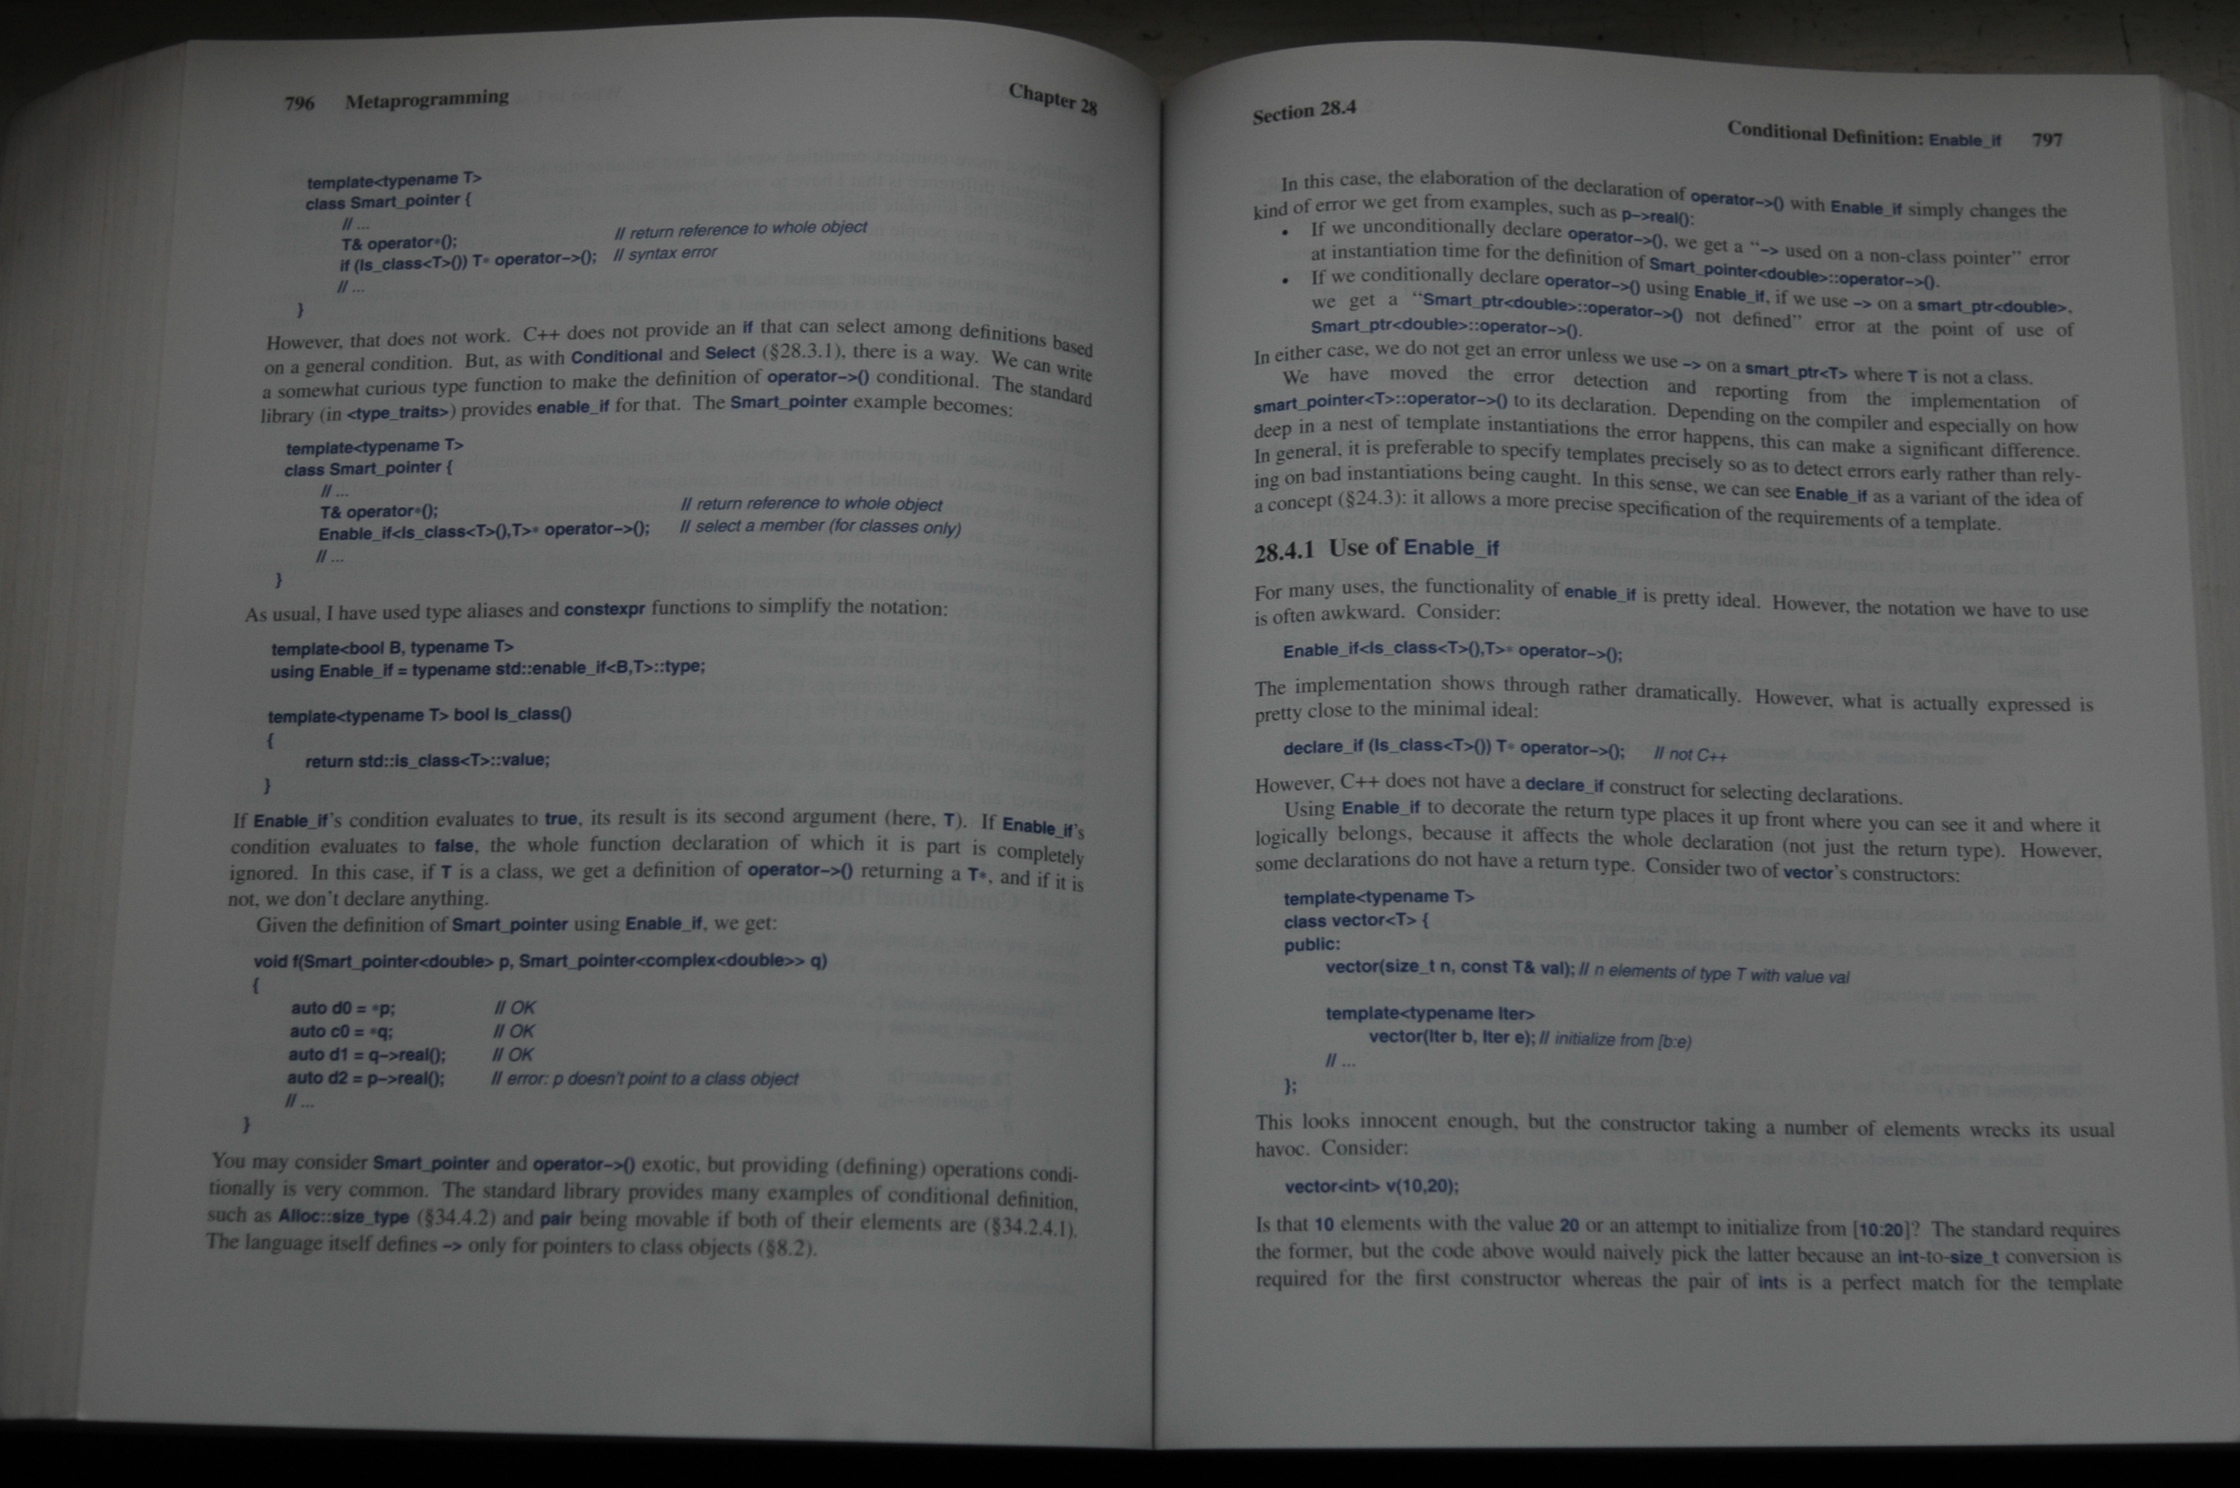 796 Metaprogramming Chapter 28
template<typename T>
class Smart_pointer {
// ...
T& operator*(); // return reference to whole object
if (Is_class<T>()) T* operator->(); // syntax error
// ...
}
However, that does not work. C++ does not provide an if that can select among definitions based
on a general condition. But, as with Conditional and Select (§28.3.1), there is a way. We can write
a somewhat curious type function to make the definition of operator->() conditional. The standard
library (in <type_traits>) provides enable_if for that. The Smart_pointer example becomes:
template<typename T>
class Smart_pointer {
// ...
T& operator*(); // return reference to whole object
Enable_if<Is_class<T>(),T>* operator->(); // select a member (for classes only)
// ...
}
As usual, I have used type aliases and constexpr functions to simplify the notation:
template<bool B, typename T>
using Enable_if = typename std::enable_if<B,T>::type;
template<typename T> bool Is_class()
{
return std::is_class<T>::value;
}
If Enable_if's condition evaluates to true, its result is its second argument (here, T). If Enable_if's
condition evaluates to false, the whole function declaration of which it is part is completely
ignored. In this case, if T is a class, we get a definition of operator->() returning a T*, and if it is
not, we don't declare anything.
Given the definition of Smart_pointer using Enable_if, we get:
void f(Smart_pointer<double> p, Smart_pointer<complex<double>> q)
{
auto d0 = *p; // OK
auto c0 = *q; // OK
auto d1 = q->real(); // OK
auto d2 = p->real(); // error: p doesn't point to a class object
// ...
}
You may consider Smart_pointer and operator->() exotic, but providing (defining) operations condi-
tionally is very common. The standard library provides many examples of conditional definition,
such as Alloc::size_type (§34.4.2) and pair being movable if both of their elements are (§34.2.4.1).
The language itself defines -> only for pointers to class objects (§8.2).
Section 28.4 Conditional Definition: Enable_if 797
In this case, the elaboration of the declaration of operator->() with Enable_if simply changes the
kind of error we get from examples, such as p->real():
• If we unconditionally declare operator->(), we get a "-> used on a non-class pointer" error
at instantiation time for the definition of Smart_pointer<double>::operator->().
• If we conditionally declare operator->() using Enable_if, if we use -> on a smart_ptr<double>,
we get a "Smart_ptr<double>::operator->() not defined" error at the point of use of
Smart_ptr<double>::operator->().
In either case, we do not get an error unless we use -> on a smart_ptr<T> where T is not a class.
We have moved the error detection and reporting from the implementation of
smart_pointer<T>::operator->() to its declaration. Depending on the compiler and especially on how
deep in a nest of template instantiations the error happens, this can make a significant difference.
In general, it is preferable to specify templates precisely so as to detect errors early rather than rely-
ing on bad instantiations being caught. In this sense, we can see Enable_if as a variant of the idea of
a concept (§24.3): it allows a more precise specification of the requirements of a template.
28.4.1 Use of Enable_if
For many uses, the functionality of enable_if is pretty ideal. However, the notation we have to use
is often awkward. Consider:
Enable_if<Is_class<T>(),T>* operator->();
The implementation shows through rather dramatically. However, what is actually expressed is
pretty close to the minimal ideal:
declare_if (Is_class<T>()) T* operator->(); // not C++
However, C++ does not have a declare_if construct for selecting declarations.
Using Enable_if to decorate the return type places it up front where you can see it and where it
logically belongs, because it affects the whole declaration (not just the return type). However,
some declarations do not have a return type. Consider two of vector's constructors:
template<typename T>
class vector<T> {
public:
vector(size_t n, const T& val); // n elements of type T with value val
template<typename Iter>
vector(Iter b, Iter e); // initialize from [b:e)
// ...
};
This looks innocent enough, but the constructor taking a number of elements wrecks its usual
havoc. Consider:
vector<int> v(10,20);
Is that 10 elements with the value 20 or an attempt to initialize from [10:20]? The standard requires
the former, but the code above would naively pick the latter because an int-to-size_t conversion is
required for the first constructor whereas the pair of ints is a perfect match for the template